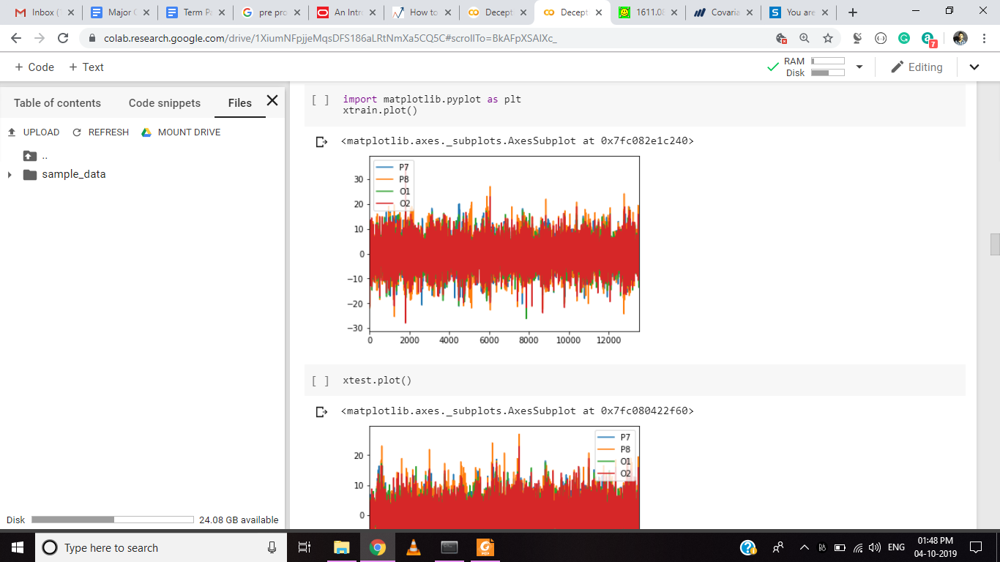 Inbox (
Major
Term Pa
pre pro
An Intro
How to
Decept
Decept
1611.08
Covaria
You are
colab.research.google.com/drive/1XiumNFpjjeMqsDFS186aLRtNmXa5CQ5C#scrollTo=BkAFpXSAlXc_
7
+ Code + Text
RAM
Disk
Editing
Table of contents Code snippets Files
UPLOAD REFRESH MOUNT DRIVE
..
sample_data
Disk 24.08 GB available
[ ] import matplotlib.pyplot as plt
xtrain.plot()
<matplotlib.axes._subplots.AxesSubplot at 0x7fc082e1c240>
P7
P8
O1
O2
30
20
10
0
−10
−20
−30
0 2000 4000 6000 8000 10000 12000
[ ] xtest.plot()
<matplotlib.axes._subplots.AxesSubplot at 0x7fc080422f60>
P7
P8
O1
O2
20
10
0
Type here to search
PDF
ENG
01:48 PM
04-10-2019